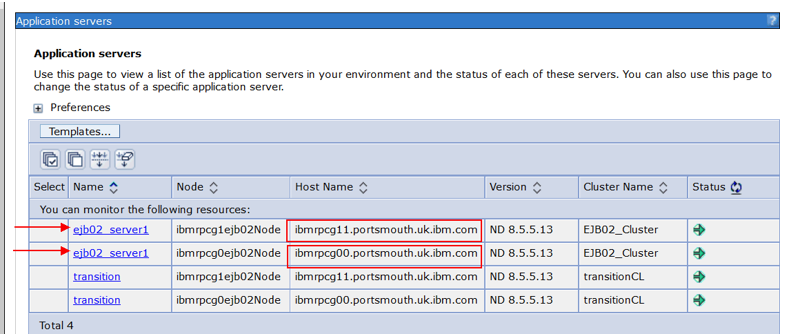 Application servers ?
Application servers
Use this page to view a list of the application servers in your environment and the status of each of these servers. You can also use this page to
change the status of a specific application server.
Preferences
Templates...
Select Name Node Host Name Version Cluster Name Status
You can monitor the following resources:
ejb02_server1 ibmrpcg1ejb02Node ibmrpcg11.portsmouth.uk.ibm.com ND 8.5.5.13 EJB02_Cluster
ejb02_server1 ibmrpcg0ejb02Node ibmrpcg00.portsmouth.uk.ibm.com ND 8.5.5.13 EJB02_Cluster
transition ibmrpcg1ejb02Node ibmrpcg11.portsmouth.uk.ibm.com ND 8.5.5.13 transitionCL
transition ibmrpcg0ejb02Node ibmrpcg00.portsmouth.uk.ibm.com ND 8.5.5.13 transitionCL
Total 4